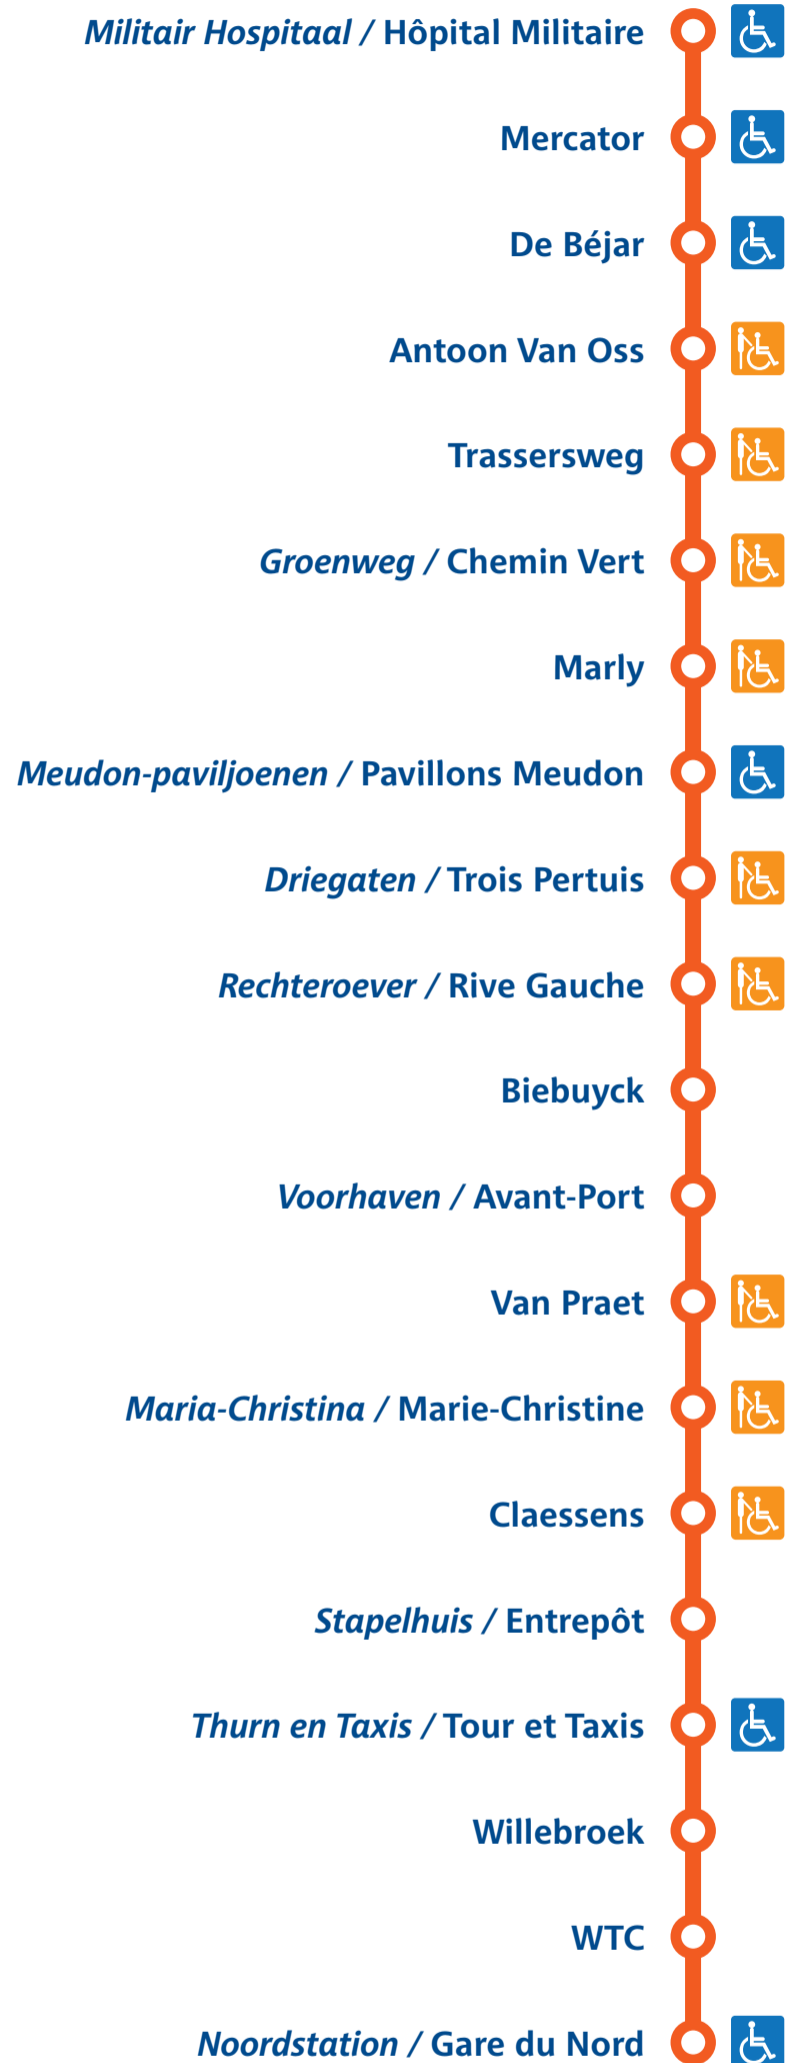 Militair Hospitaal / Hôpital Militaire
Mercator
De Béjar
Antoon Van Oss
Trassersweg
Groenweg / Chemin Vert
Marly
Meudon-paviljoenen / Pavillons Meudon
Driegaten / Trois Pertuis
Rechteroever / Rive Gauche
Biebuyck
Voorhaven / Avant-Port
Van Praet
Maria-Christina / Marie-Christine
Claessens
Stapelhuis / Entrepôt
Thurn en Taxis / Tour et Taxis
Willebroek
WTC
Noordstation / Gare du Nord